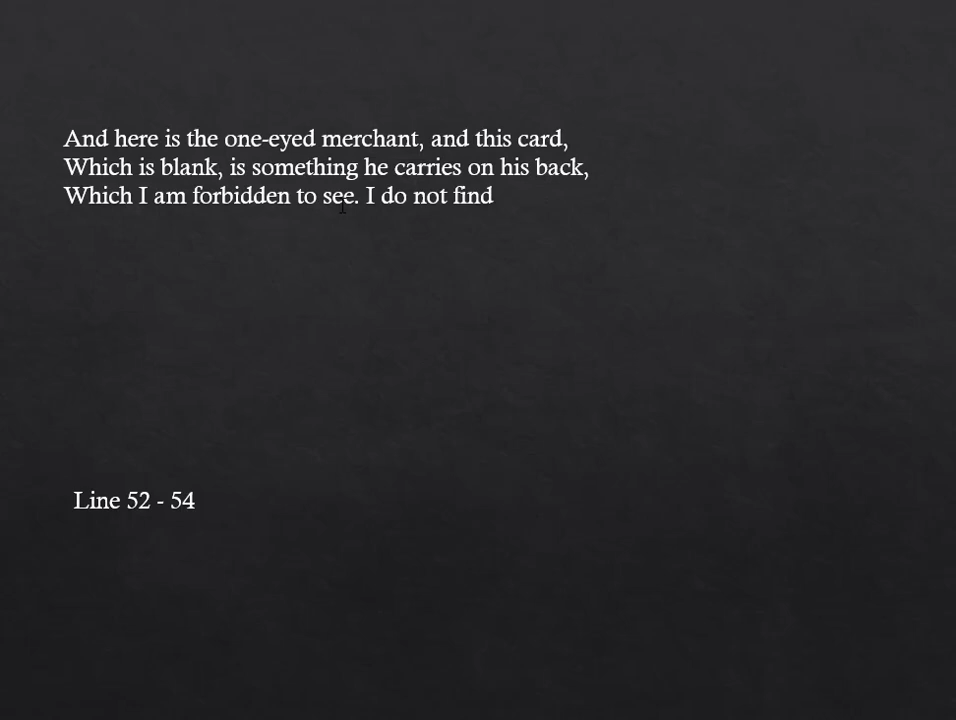 And here is the one-eyed merchant, and this card,
Which is blank, is something he carries on his back,
Which I am forbidden to see. I do not find
Line 52 - 54